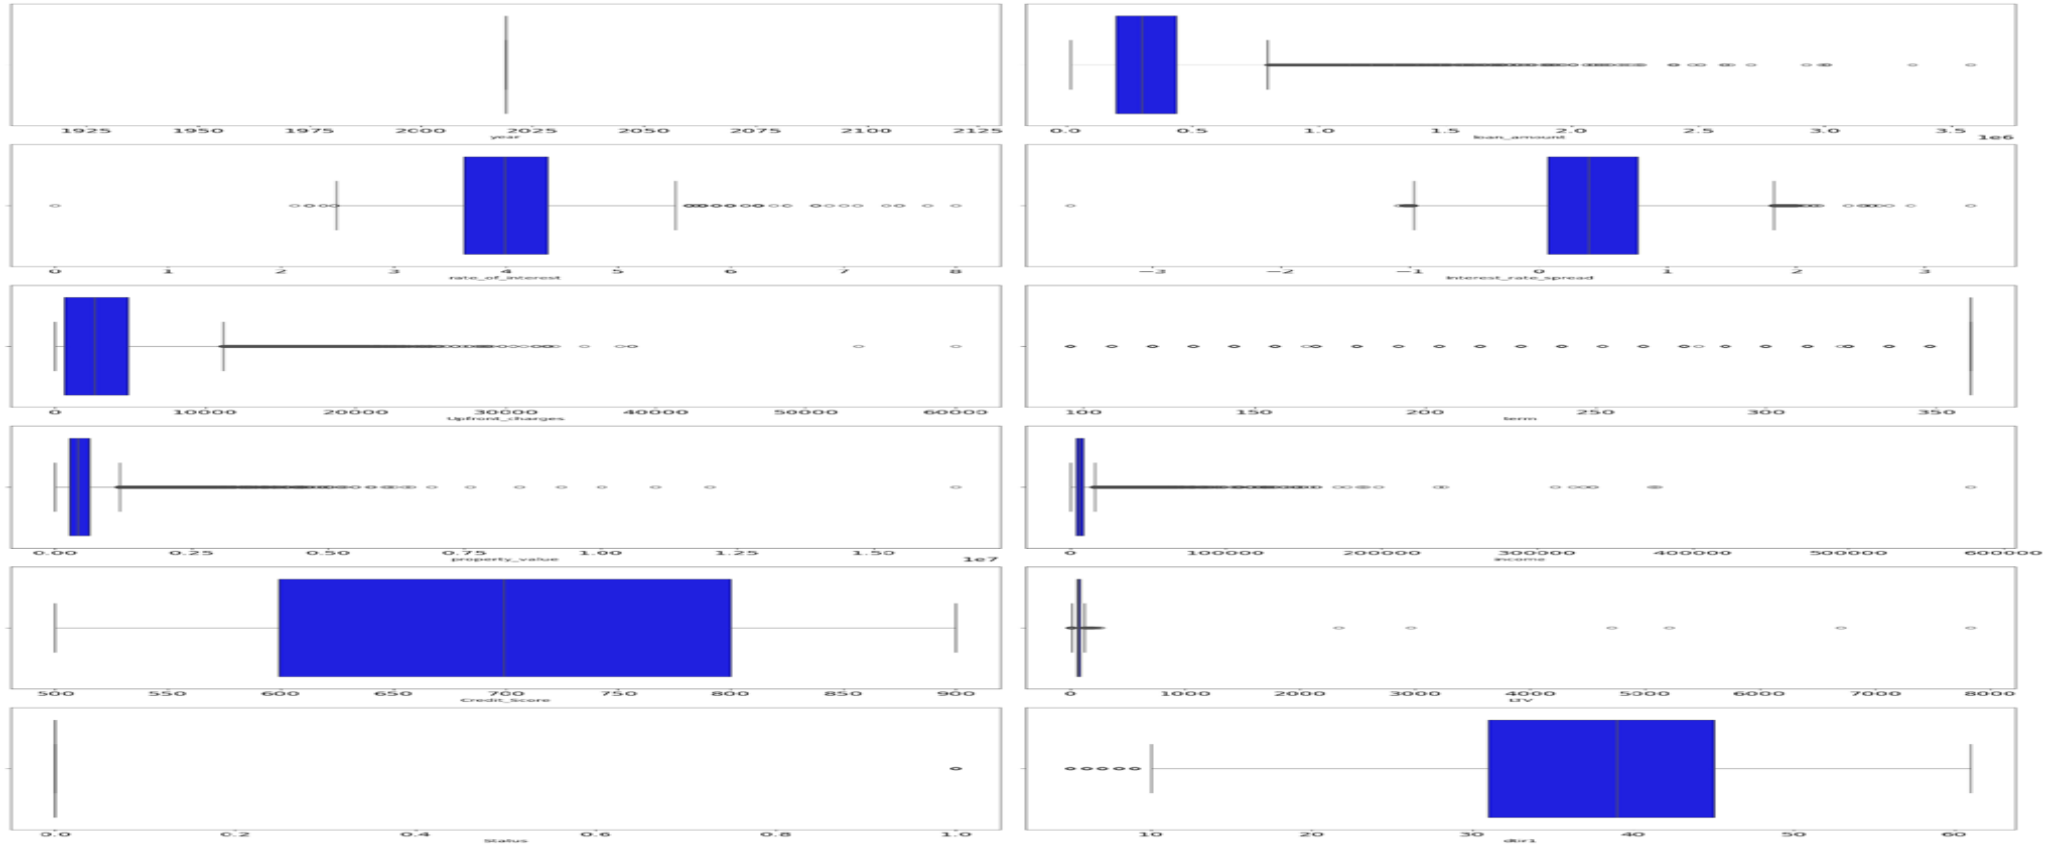 1925 1950 1975 2000 2025 2050 2075 2100 2125
year
0.0 0.5 1.0 1.5 2.0 2.5 3.0 3.5 1e6
loan_amount
0 1 2 3 4 5 6 7 8
rate_of_interest
−3 −2 −1 0 1 2 3
Interest_rate_spread
0 10000 20000 30000 40000 50000 60000
Upfront_charges
100 150 200 250 300 350
term
0.00 0.25 0.50 0.75 1.00 1.25 1.50
property_value 1e7
0 100000 200000 300000 400000 500000 600000
income
500 550 600 650 700 750 800 850 900
Credit_Score
0 1000 2000 3000 4000 5000 6000 7000 8000
LTV
0.0 0.2 0.4 0.6 0.8 1.0
Status
10 20 30 40 50 60
dtir1